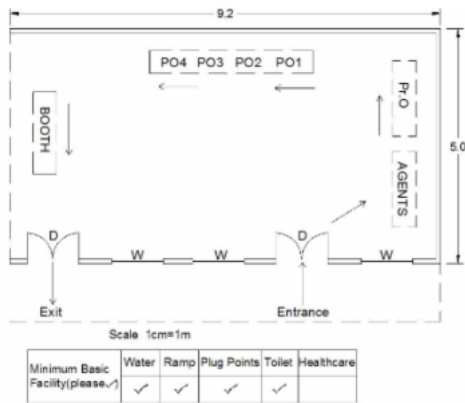 9.2
PO4 PO3 PO2 PO1
Pr.O
BOOTH
5.0
AGENTS
D
D
W
W
W
Exit
Entrance
Scale 1cm=1m
Minimum Basic Facility(please✓) Water Ramp Plug Points Toilet Healthcare
✓ ✓ ✓ ✓